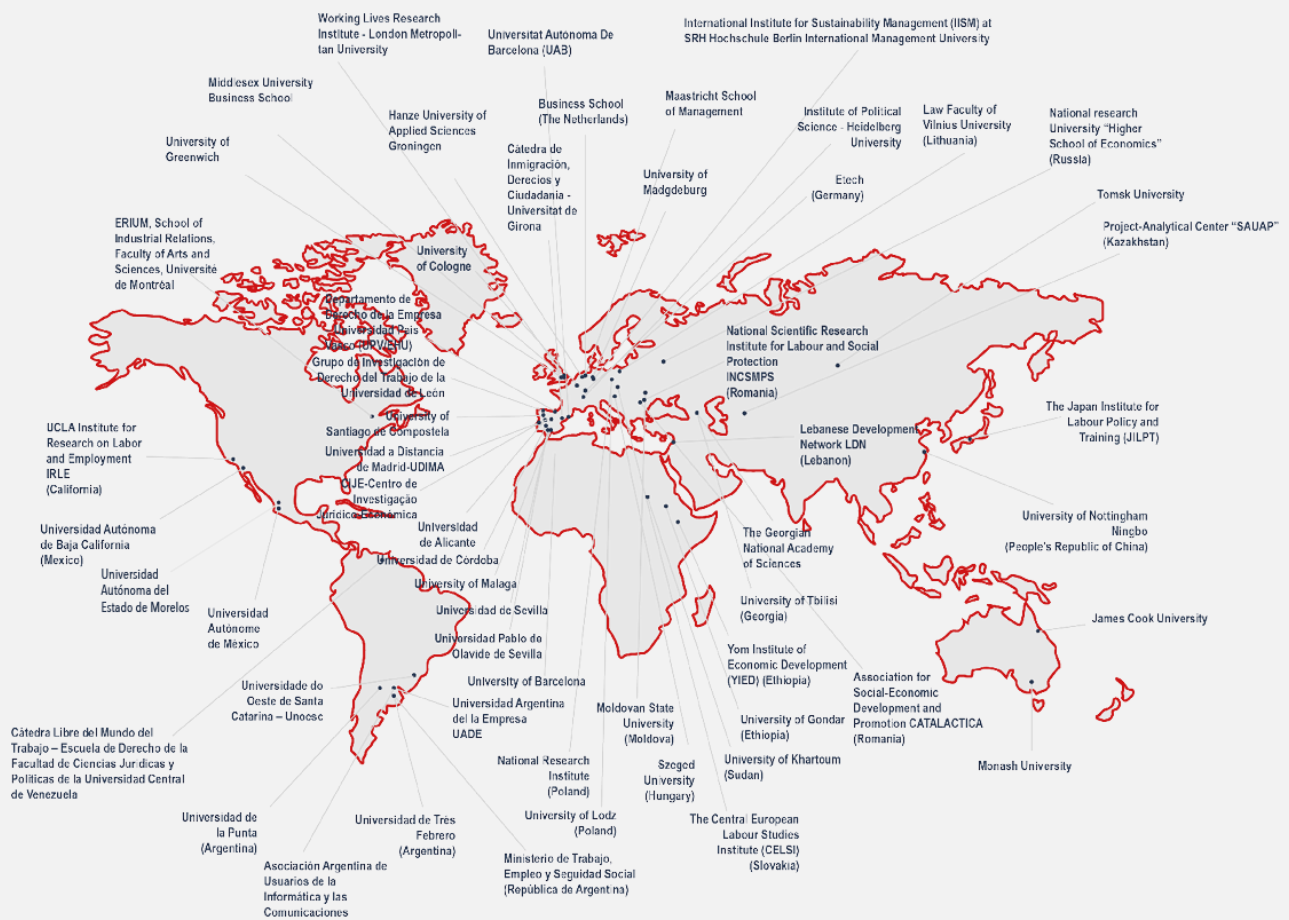 Working Lives Research
Institute - London Metropoli-
tan University
Universitat Autonoma De
Barcelona (UAB)
International Institute for Sustainability Management (IISM) at
SRH Hochschule Berlin International Management University
Middlesex University
Business School
Hanze University of
Applied Sciences
Groningen
Business School
(The Netherlands)
Maastricht School
of Management
Institute of Political
Science - Heidelberg
University
Law Faculty of
Vilnius University
(Lithuania)
National research
University “Higher
School of Economics”
(Russia)
University of
Greenwich
Cátedra de
Inmigración,
Derecios y
Ciudadania -
Universitat de
Girona
University of
Madgdeburg
Etech
(Germany)
Tomsk University
ERIUM, School of
Industrial Relations,
Faculty of Arts and
Sciences, Université
de Montréal
University
of Cologne
Project-Analytical Center “SAUAP”
(Kazakhstan)
Departamento de
Derecho de la Empresa
Universidad Pais
Vasco (UPV/EHU)
Grupo de Investigación de
Derecho del Trabajo de la
Universidad de León
National Scientific Research
Institute for Labour and Social
Protection
INCSMPS
(Romania)
University of
Santiago de Compostela
The Japan Institute for
Labour Policy and
Training (JILPT)
UCLA Institute for
Research on Labor
and Employment
IRLE
(California)
Universidad a Distancia
de Madrid-UDIMA
CIJE-Centro de
Investigação
Jurídico Económica
Lebanese Development
Network LDN
(Lebanon)
Universidad Autónoma
de Baja California
(Mexico)
Universidad
de Alicante
The Georgian
National Academy
of Sciences
University of Nottingham
Ningbo
(People's Republic of China)
Universidad
Autónoma del
Estado de Morelos
Universidad de Córdoba
University of Malaga
Universidad
Autónome
de México
Universidad de Sevilla
University of Tbilisi
(Georgia)
James Cook University
Universidad Pablo de
Olavide de Sevilla
Yom Institute of
Economic Development
(YIED) (Ethiopia)
Universidade do
Oeste de Santa
Catarina – Unoesc
University of Barcelona
Association for
Social-Economic
Development and
Promotion CATALACTICA
(Romania)
Universidad Argentina
del la Empresa
UADE
Moldovan State
University
(Moldova)
University of Gondar
(Ethiopia)
Cátedra Libre del Mundo del
Trabajo – Escuela de Derecho de la
Facultad de Ciencias Jurídicas y
Políticas de la Universidad Central
de Venezuela
National Research
Institute
(Poland)
Szeged
University
(Hungary)
University of Khartoum
(Sudan)
Monash University
Universidad de
la Punta
(Argentina)
Universidad de Très
Febrero
(Argentina)
University of Lodz
(Poland)
The Central European
Labour Studies
Institute (CELSI)
(Slovakia)
Asociación Argentina de
Usuarios de la
Informática y las
Comunicaciones
Ministerio de Trabajo,
Empleo y Seguidad Social
(República de Argentina)